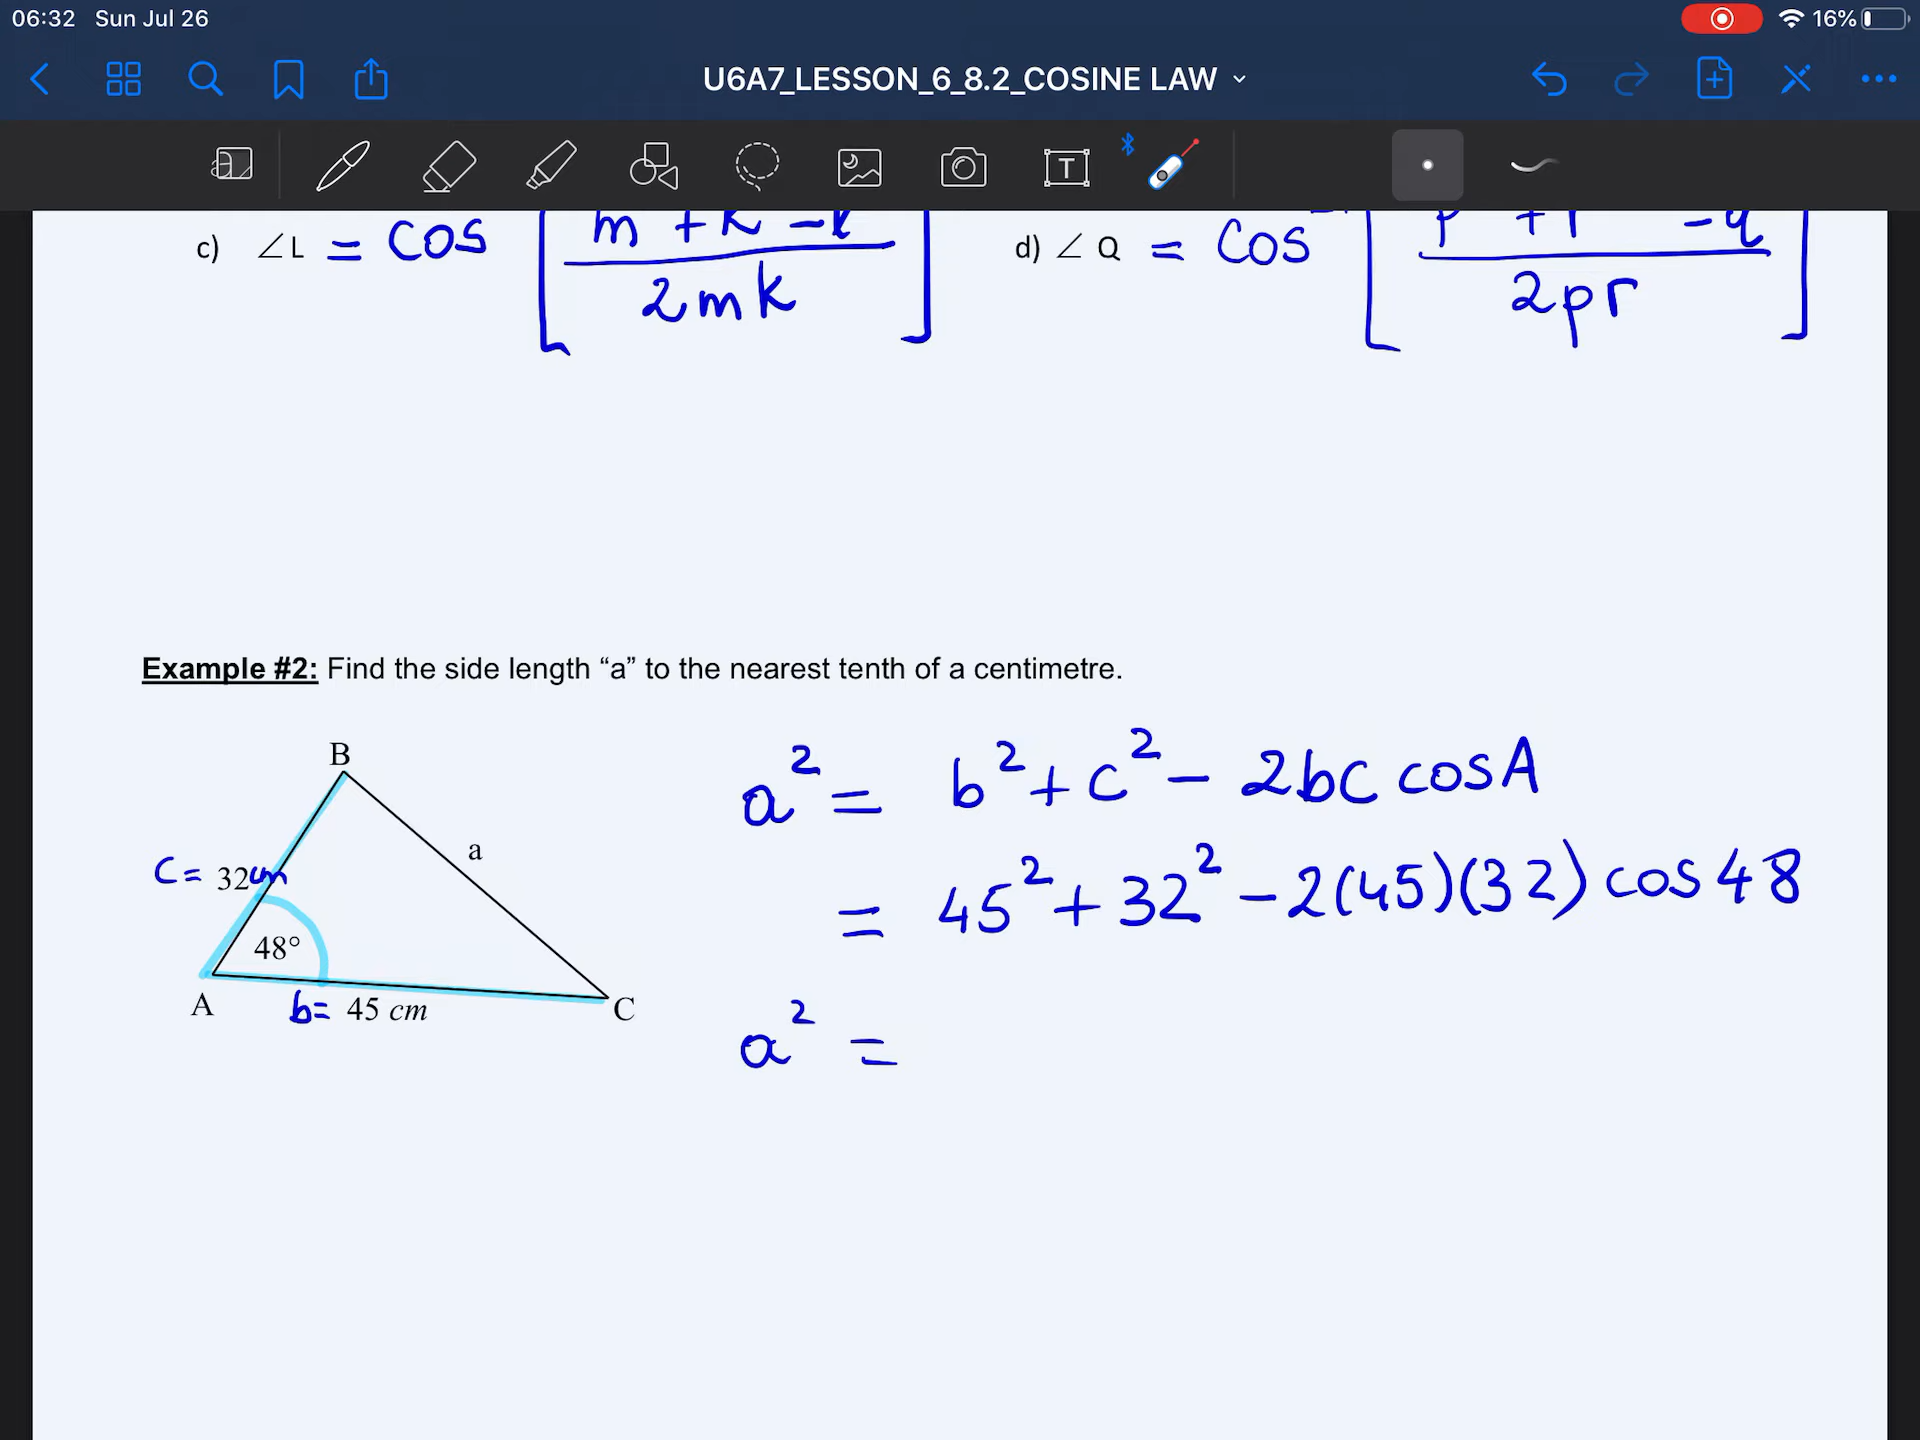 06:32 Sun Jul 26 16%
U6A7_LESSON_6_8.2_COSINE LAW
c) ∠L = cos [ m + k - l / 2mk ]
d) ∠ Q = cos⁻¹ [ p + r - q / 2pr ]
Example #2: Find the side length “a” to the nearest tenth of a centimetre.
B
a
c = 32cm
48°
A
b= 45 cm
C
a² = b² + c² - 2bc cosA
= 45² + 32² - 2(45)(32) cos 48
a² =